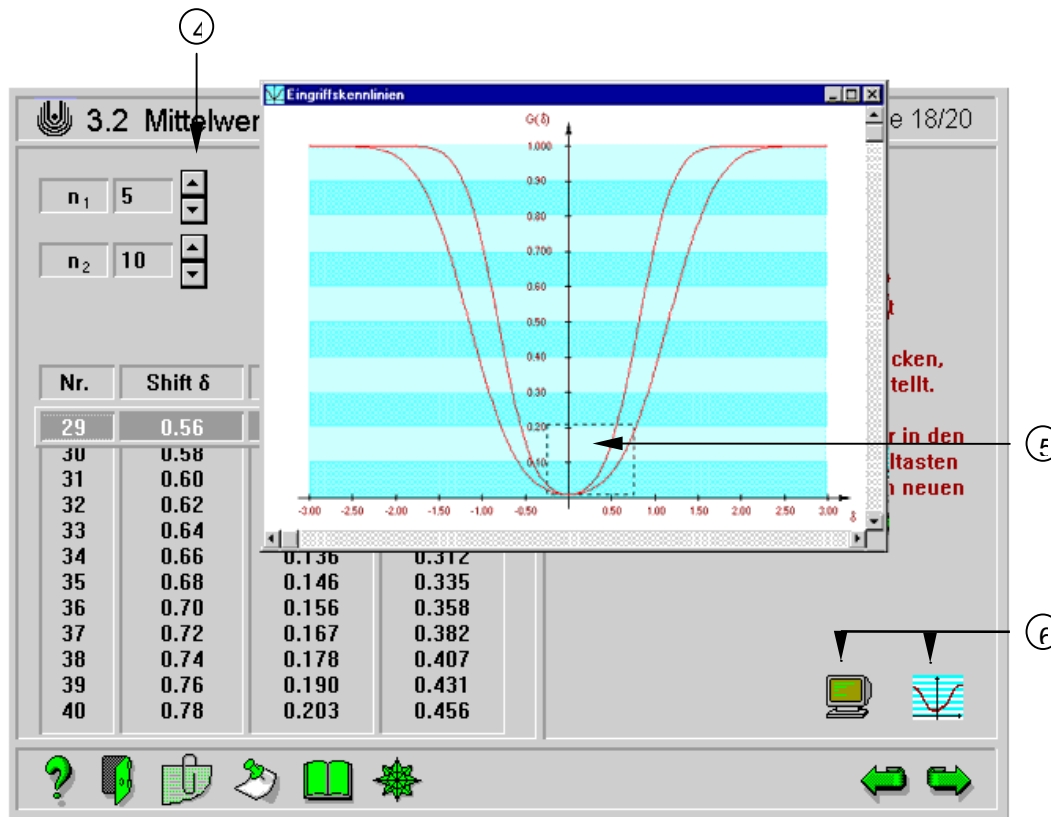 4
Eingriffskennlinien
3.2 Mittelwer
e 18/20
n1 5
n2 10
G(δ)
1.000
0.90
0.80
0.700
0.60
0.50
0.40
0.30
0.20
0.10
-3.00 -2.50 -2.00 -1.50 -1.00 -0.50 0.50 1.00 1.50 2.00 2.50 3.00 δ
t
cken,
tellt.
r in den
ltasten
neuen
5
6
Nr. Shift δ
29 0.56
30 0.58
31 0.60
32 0.62
33 0.64
34 0.66 0.136 0.312
35 0.68 0.146 0.335
36 0.70 0.156 0.358
37 0.72 0.167 0.382
38 0.74 0.178 0.407
39 0.76 0.190 0.431
40 0.78 0.203 0.456